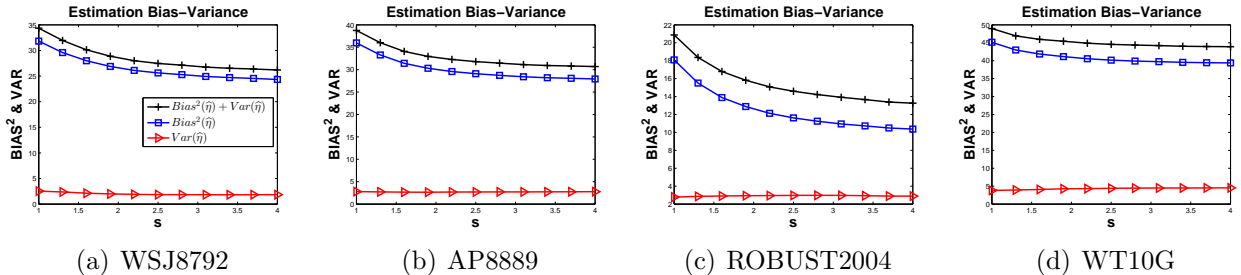 Estimation Bias−Variance
BIAS² & VAR
35
30
25
20
15
10
5
0
1 1.5 2 2.5 3 3.5 4
S
Bias²(η̂) + Var(η̂)
Bias²(η̂)
Var(η̂)
(a) WSJ8792
Estimation Bias−Variance
BIAS² & VAR
40
35
30
25
20
15
10
5
0
1 1.5 2 2.5 3 3.5 4
S
(b) AP8889
Estimation Bias−Variance
BIAS² & VAR
22
20
18
16
14
12
10
8
6
4
2
1 1.5 2 2.5 3 3.5 4
S
(c) ROBUST2004
Estimation Bias−Variance
BIAS² & VAR
50
45
40
35
30
25
20
15
10
5
0
1 1.5 2 2.5 3 3.5 4
S
(d) WT10G